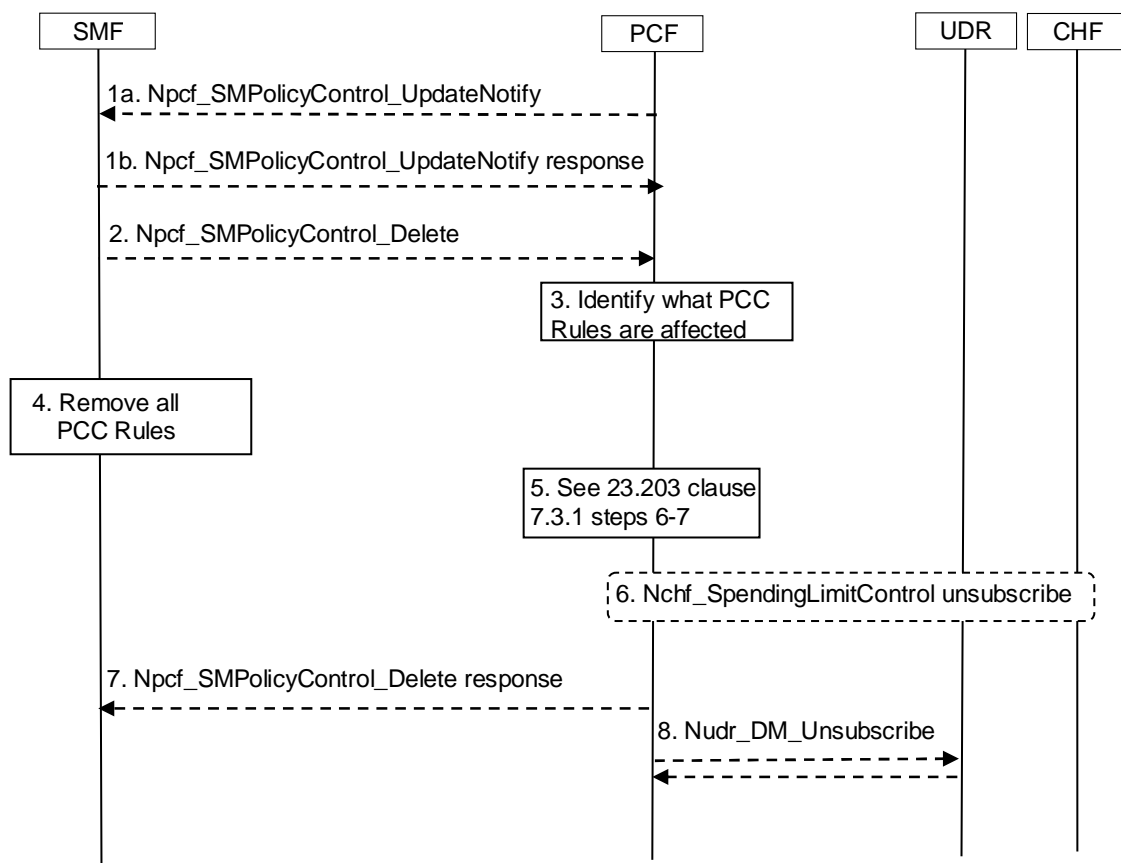 SMF
PCF
UDR
CHF
1a. Npcf_SMPolicyControl_UpdateNotify
1b. Npcf_SMPolicyControl_UpdateNotify response
2. Npcf_SMPolicyControl_Delete
3. Identify what PCC
Rules are affected
4. Remove all
PCC Rules
5. See 23.203 clause
7.3.1 steps 6-7
6. Nchf_SpendingLimitControl unsubscribe
7. Npcf_SMPolicyControl_Delete response
8. Nudr_DM_Unsubscribe